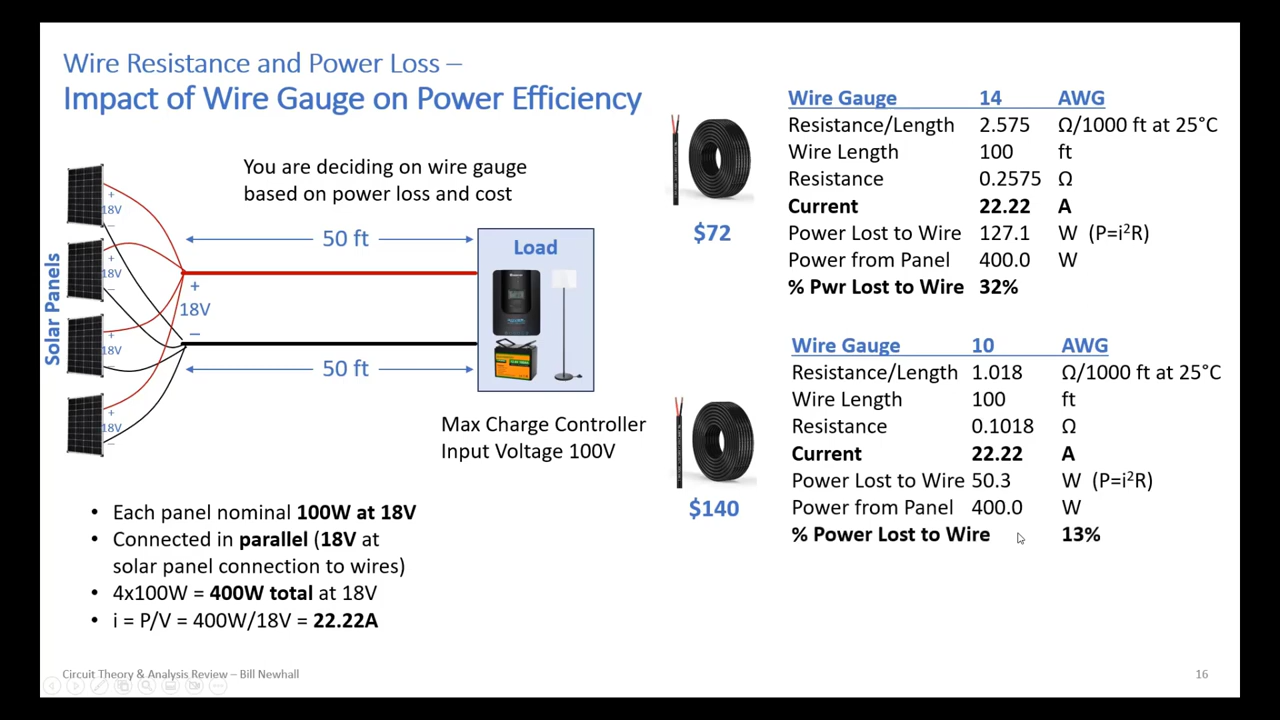 Wire Resistance and Power Loss –
Impact of Wire Gauge on Power Efficiency
You are deciding on wire gauge
based on power loss and cost
Solar Panels
+
18V
–
+
18V
–
+
18V
–
+
18V
–
50 ft
+
18V
–
50 ft
Load
Max Charge Controller
Input Voltage 100V
• Each panel nominal 100W at 18V
• Connected in parallel (18V at
solar panel connection to wires)
• 4x100W = 400W total at 18V
• i = P/V = 400W/18V = 22.22A
$72
Wire Gauge 14 AWG
Resistance/Length 2.575 Ω/1000 ft at 25°C
Wire Length 100 ft
Resistance 0.2575 Ω
Current 22.22 A
Power Lost to Wire 127.1 W (P=i²R)
Power from Panel 400.0 W
% Pwr Lost to Wire 32%
$140
Wire Gauge 10 AWG
Resistance/Length 1.018 Ω/1000 ft at 25°C
Wire Length 100 ft
Resistance 0.1018 Ω
Current 22.22 A
Power Lost to Wire 50.3 W (P=i²R)
Power from Panel 400.0 W
% Power Lost to Wire 13%
Circuit Theory & Analysis Review – Bill Newhall
16